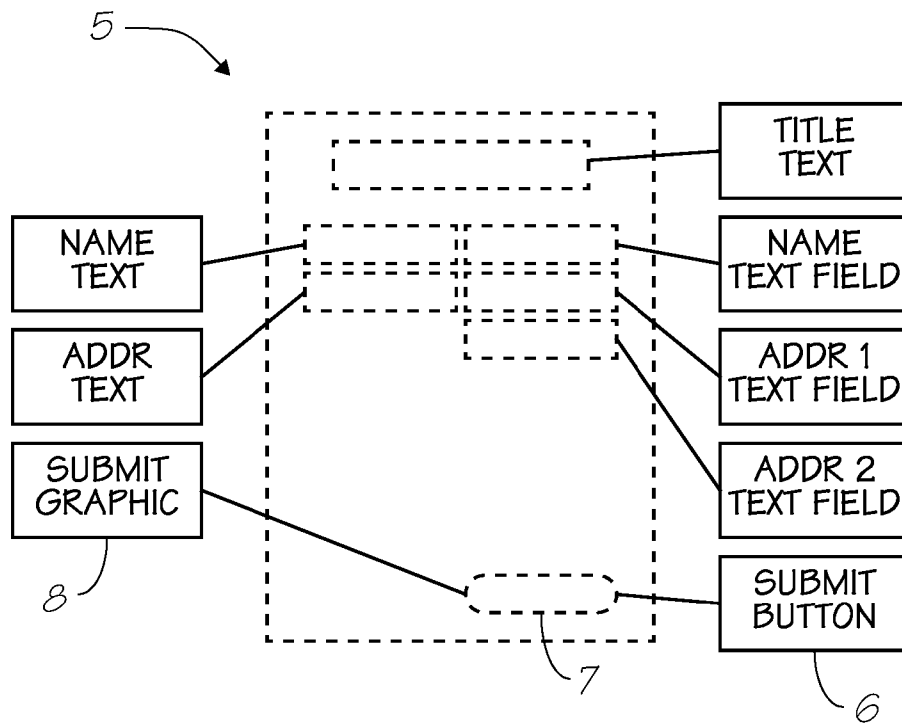 5
TITLE
TEXT
NAME
TEXT
NAME
TEXT FIELD
ADDR
TEXT
ADDR 1
TEXT FIELD
SUBMIT
GRAPHIC
ADDR 2
TEXT FIELD
8
SUBMIT
BUTTON
7
6